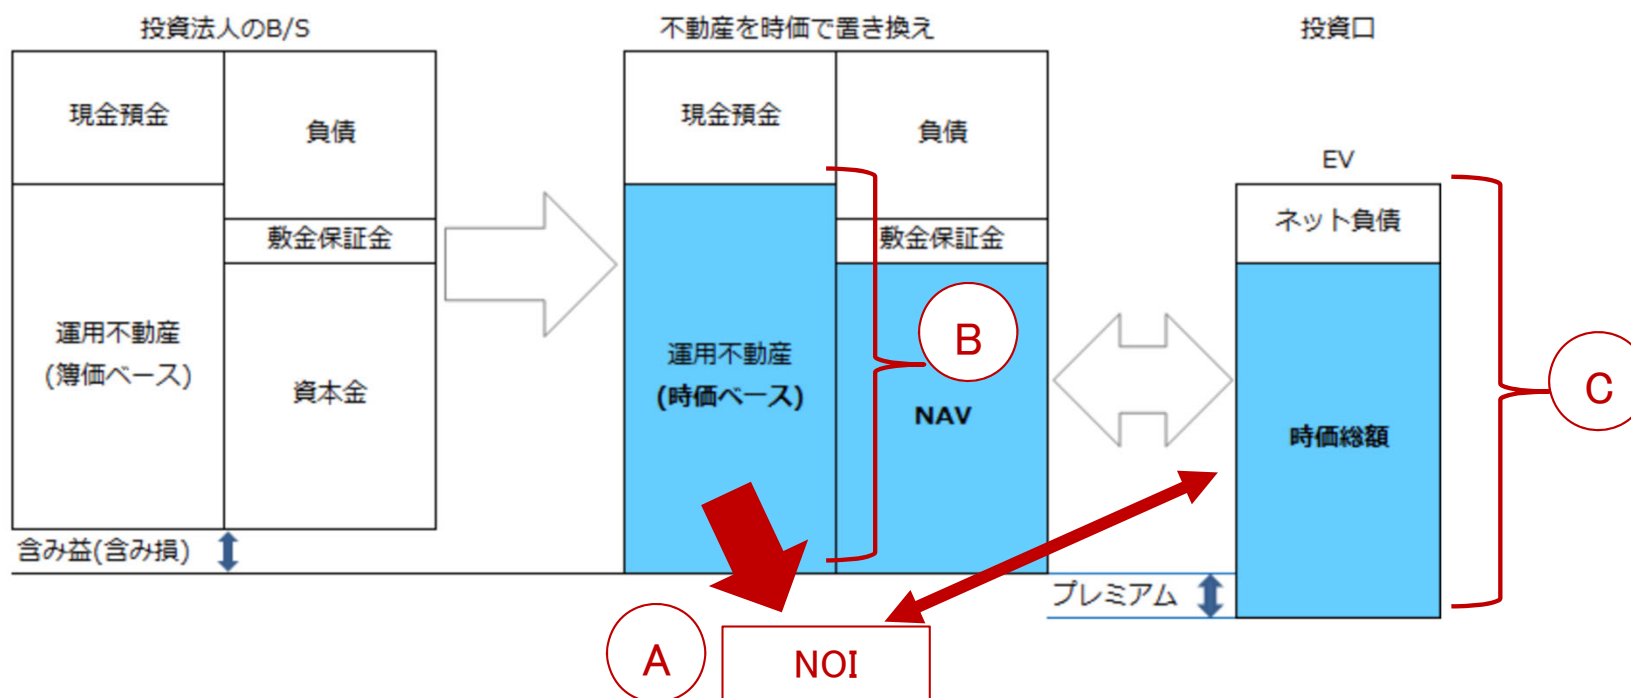 投資法人のB/S
現金預金
負債
敷金保証金
運用不動産
(簿価ベース)
資本金
含み益(含み損)
不動産を時価で置き換え
現金預金
負債
敷金保証金
運用不動産
(時価ベース)
B
NAV
投資口
EV
ネット負債
時価総額
C
プレミアム
A
NOI